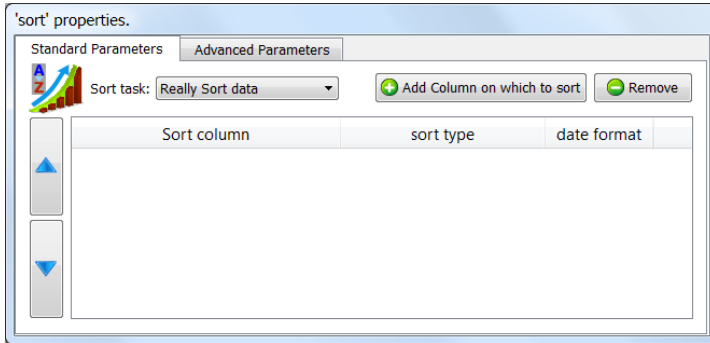 'sort' properties.
Standard Parameters Advanced Parameters
A
Z
Sort task: Really Sort data Add Column on which to sort Remove
Sort column sort type date format